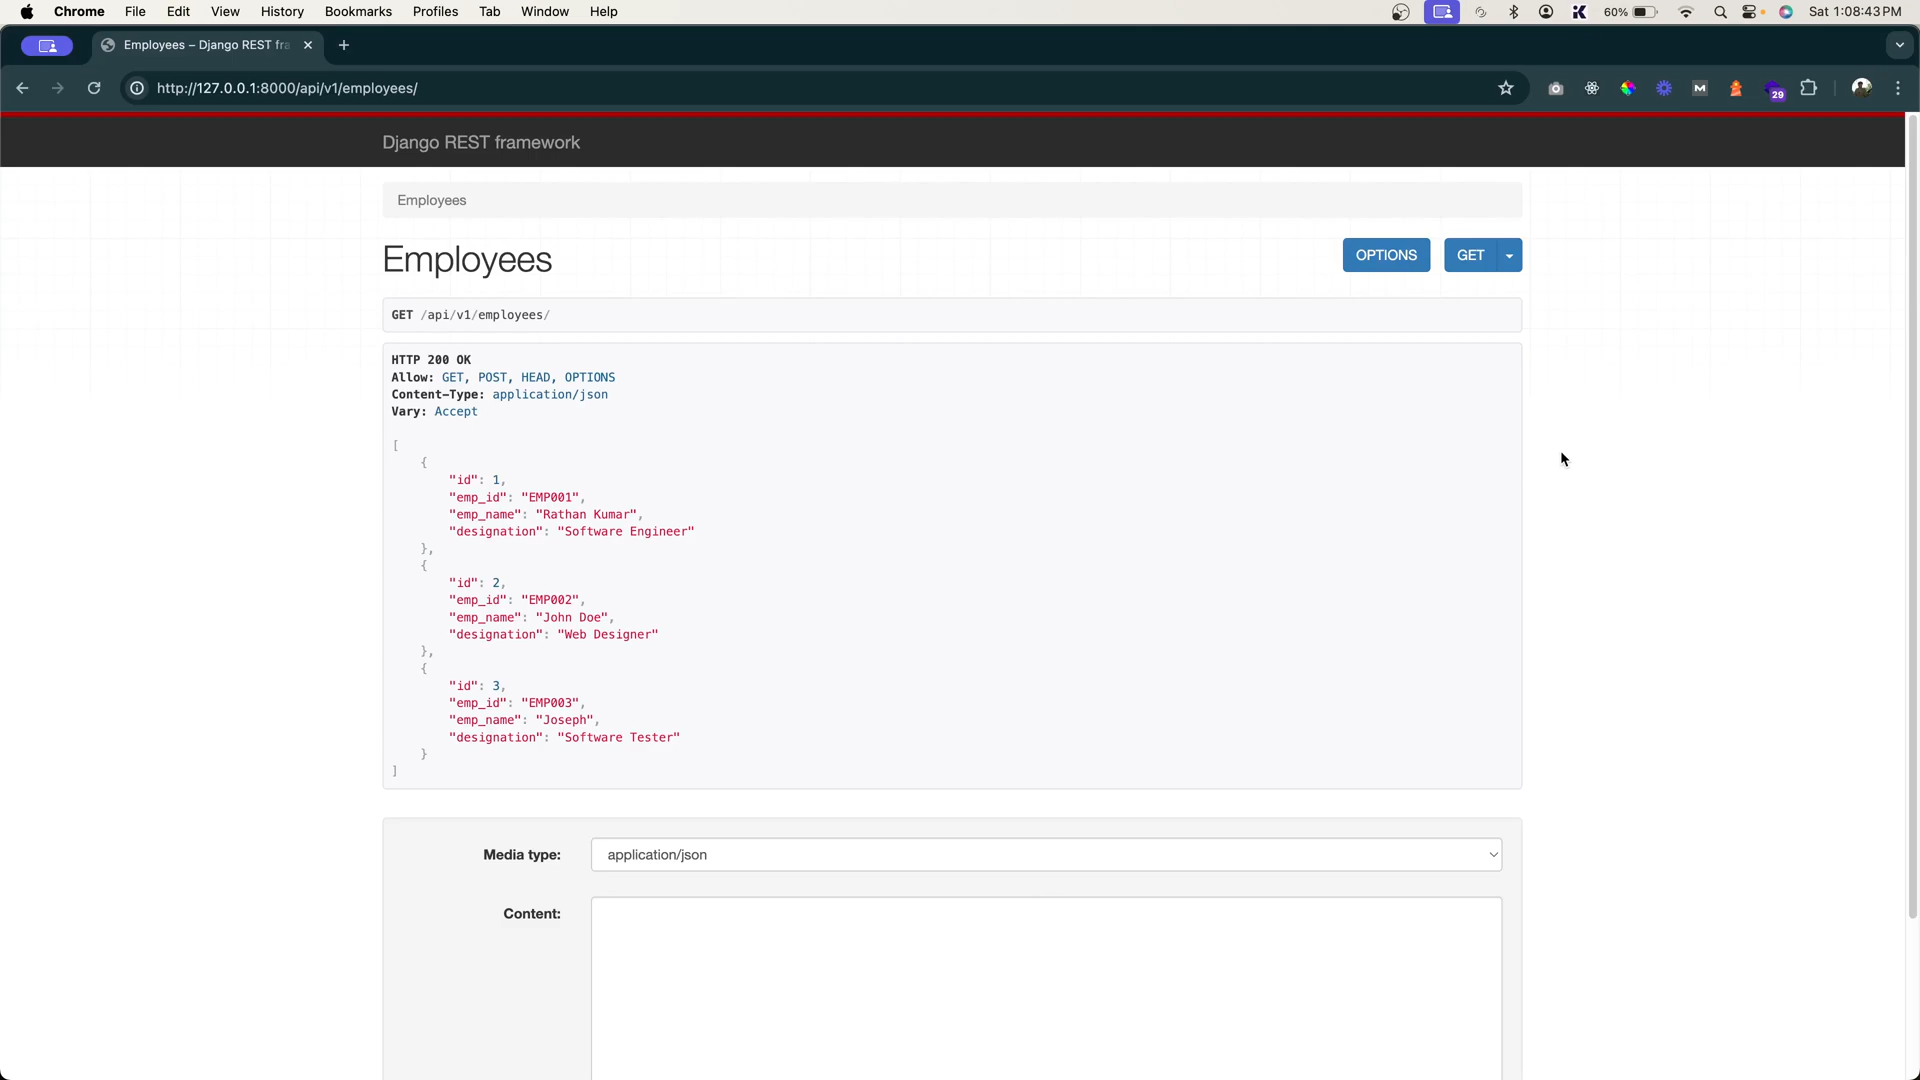 Chrome File Edit View History Bookmarks Profiles Tab Window Help 60% Sat 1:08:43 PM
Employees – Django REST fra
http://127.0.0.1:8000/api/v1/employees/ 29
Django REST framework
Employees
Employees OPTIONS GET
GET /api/v1/employees/
HTTP 200 OK
Allow: GET, POST, HEAD, OPTIONS
Content-Type: application/json
Vary: Accept
[
    {
        "id": 1,
        "emp_id": "EMP001",
        "emp_name": "Rathan Kumar",
        "designation": "Software Engineer"
    },
    {
        "id": 2,
        "emp_id": "EMP002",
        "emp_name": "John Doe",
        "designation": "Web Designer"
    },
    {
        "id": 3,
        "emp_id": "EMP003",
        "emp_name": "Joseph",
        "designation": "Software Tester"
    }
]
Media type: application/json
Content: